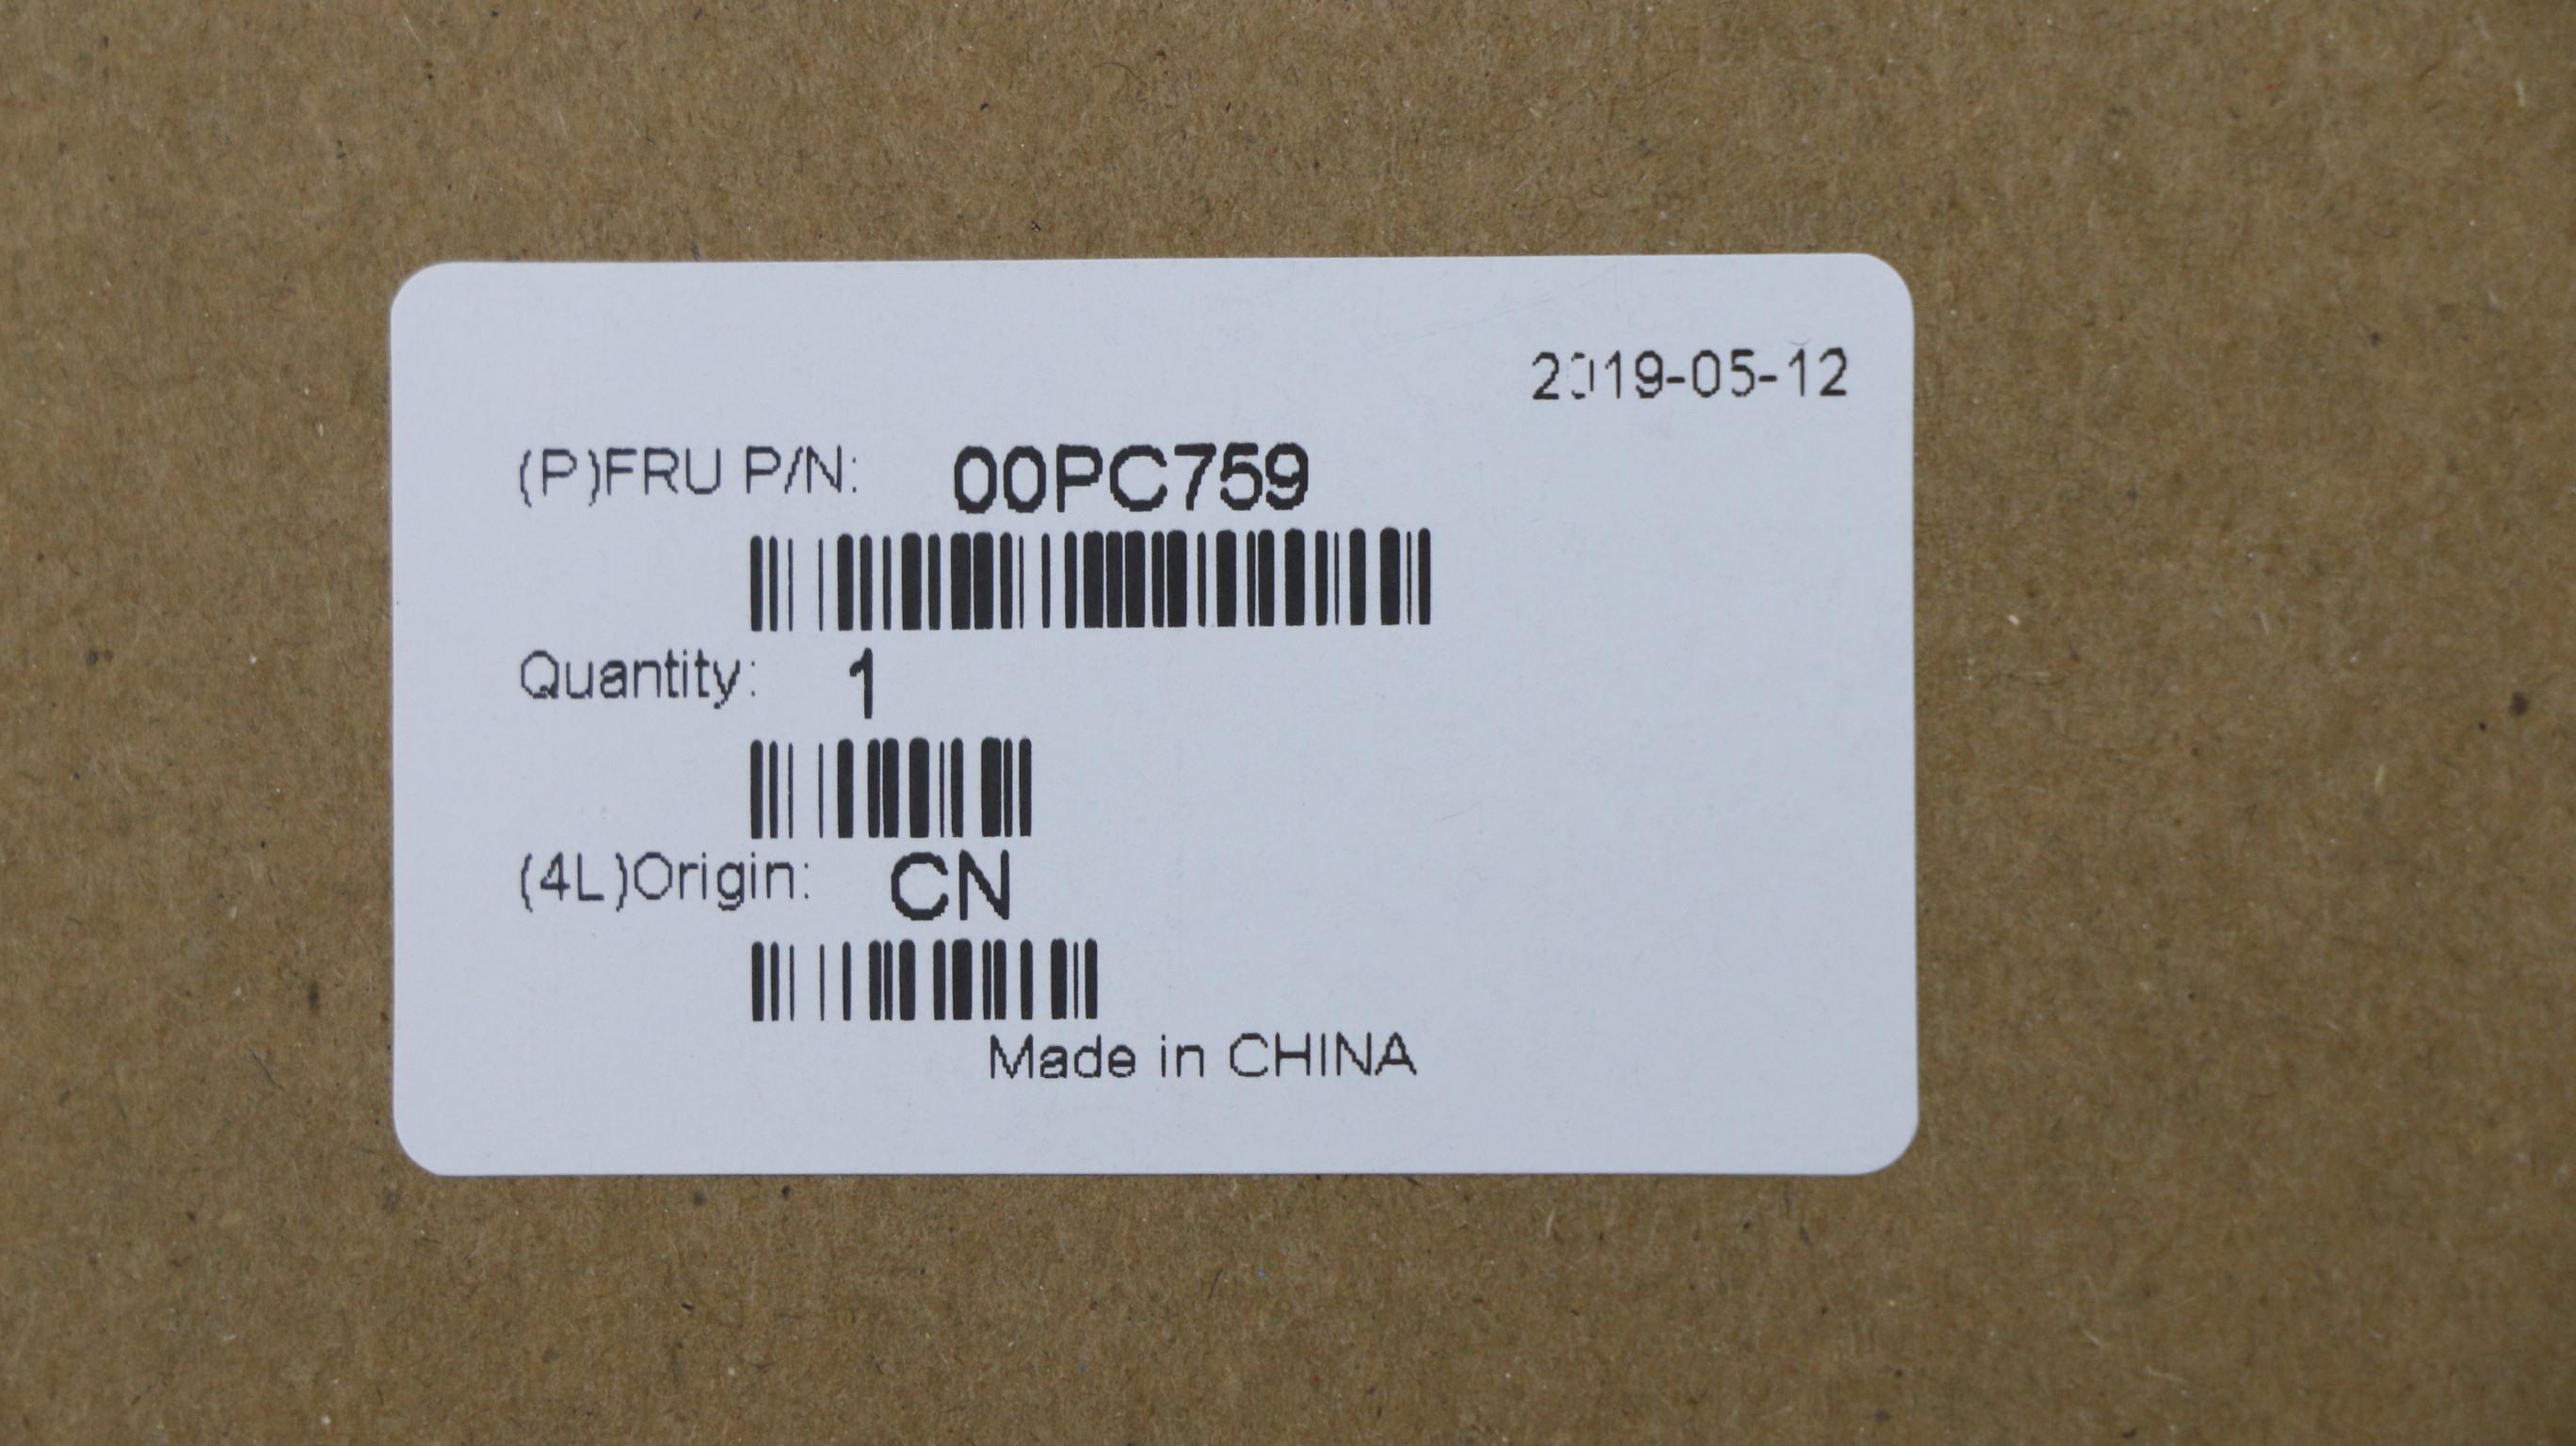 2019-05-12
(P)FRU P/N: 00PC759
Quantity: 1
(4L)Origin: CN
Made in CHINA